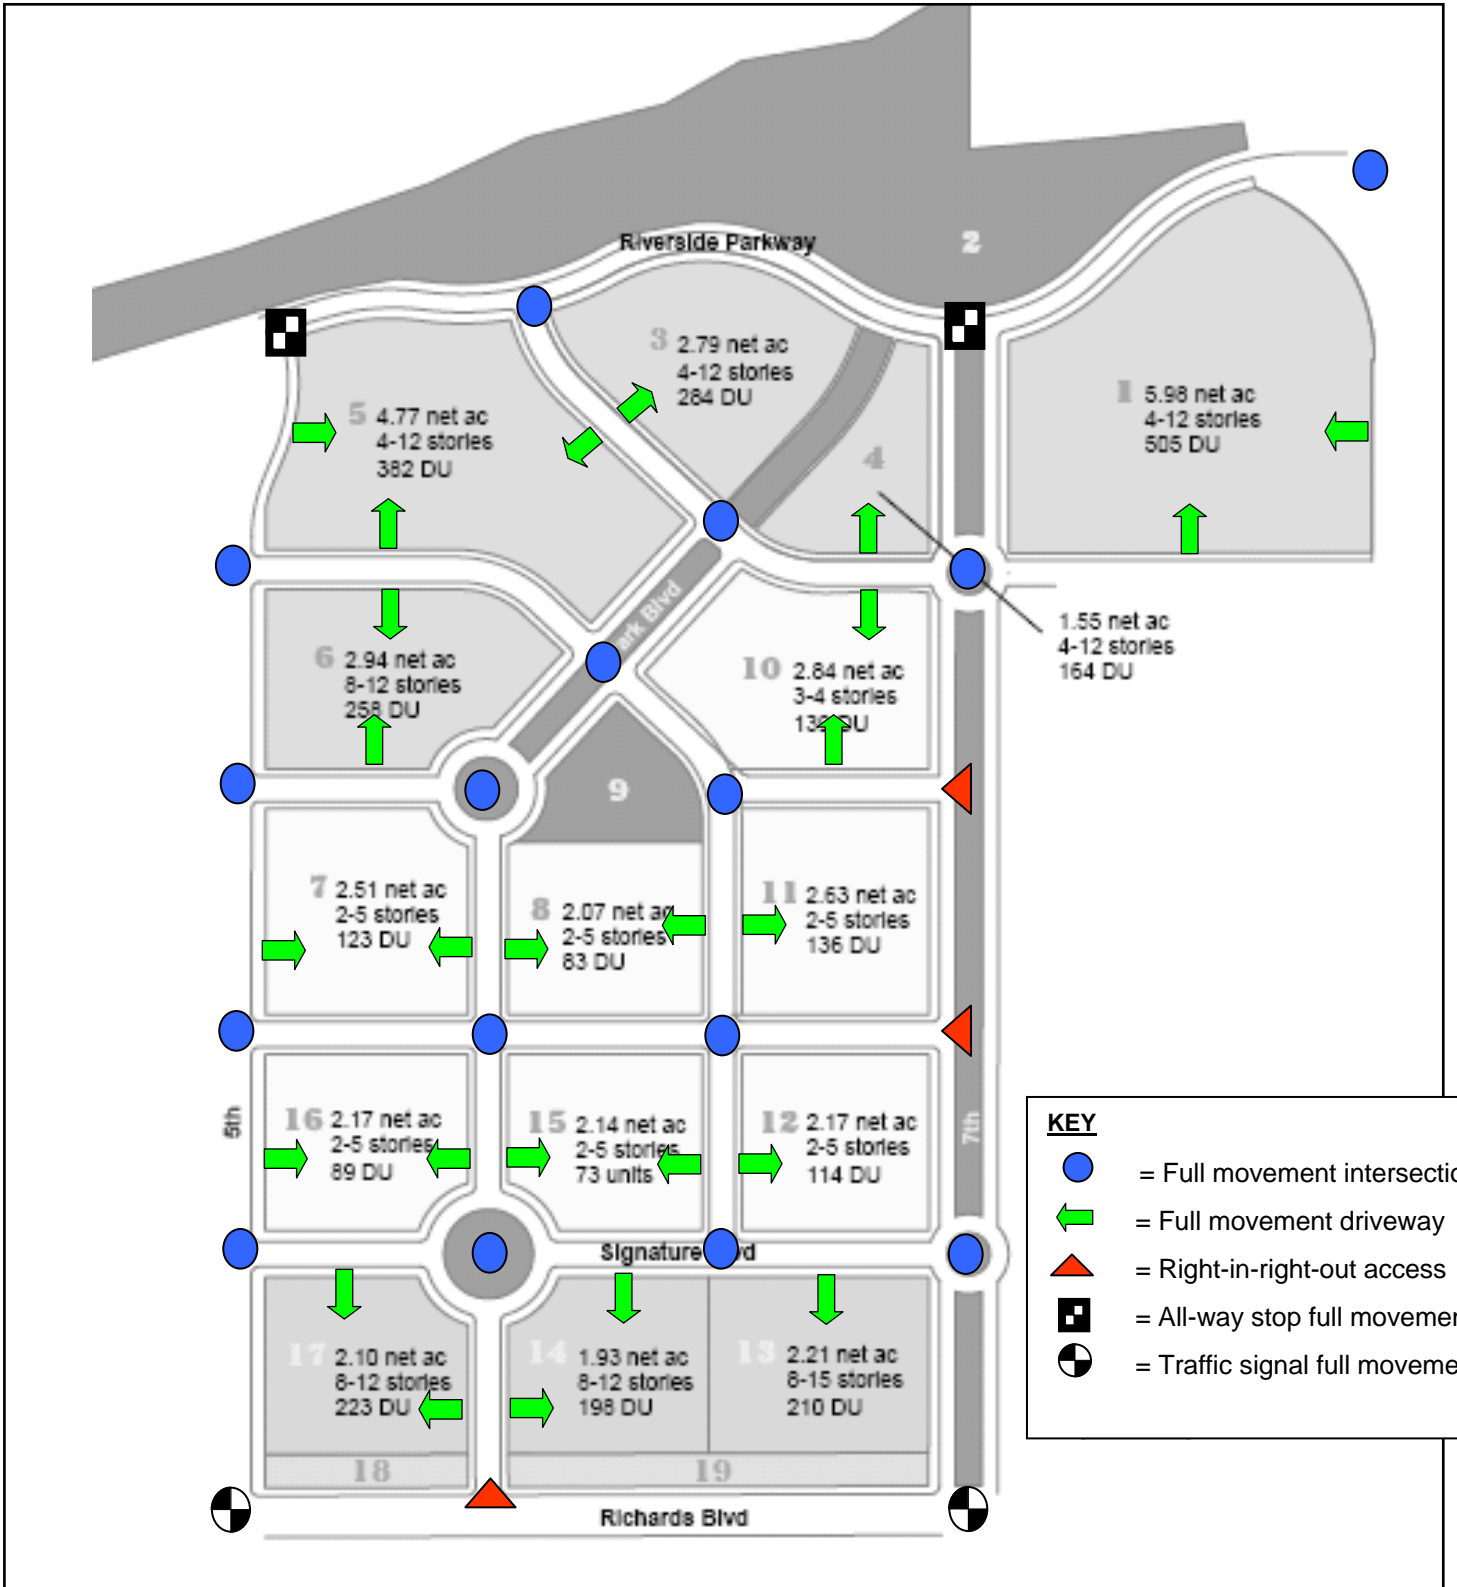 Riverside Parkway
2
3 2.79 net ac
4-12 stories
284 DU
1 5.98 net ac
4-12 stories
505 DU
5 4.77 net ac
4-12 stories
382 DU
4
1.55 net ac
4-12 stories
164 DU
ark Blvd
6 2.94 net ac
8-12 stories
258 DU
10 2.84 net ac
3-4 stories
DU
9
7 2.51 net ac
2-5 stories
123 DU
8 2.07 net ac
2-5 stories
83 DU
11 2.63 net ac
2-5 stories
136 DU
5th
16 2.17 net ac
2-5 stories
89 DU
15 2.14 net ac
2-5 stories
73 units
12 2.17 net ac
2-5 stories
114 DU
7th
Signature vd
17 2.10 net ac
8-12 stories
223 DU
14 1.93 net ac
8-12 stories
198 DU
13 2.21 net ac
8-15 stories
210 DU
18
19
Richards Blvd
KEY
= Full movement intersectio
= Full movement driveway
= Right-in-right-out access
= All-way stop full movemen
= Traffic signal full moveme